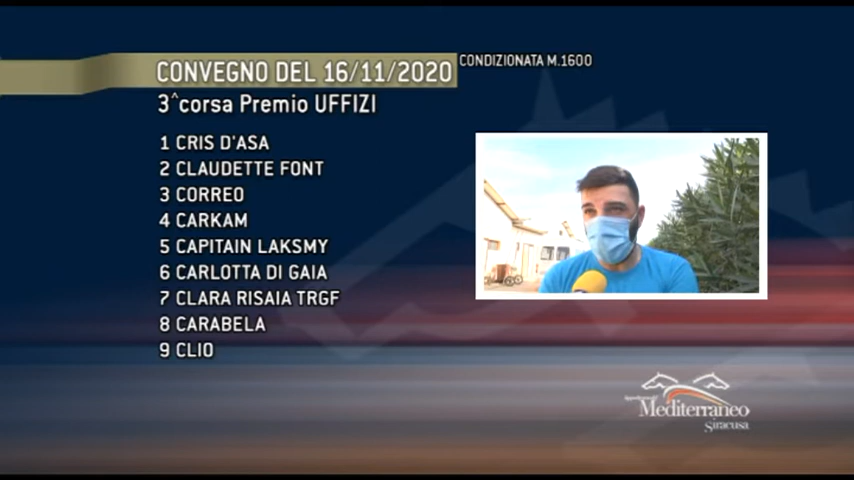 CONVEGNO DEL 16/11/2020
CONDIZIONATA M.1600
3^corsa Premio UFFIZI
1 CRIS D'ASA
2 CLAUDETTE FONT
3 CORREO
4 CARKAM
5 CAPITAIN LAKSMY
6 CARLOTTA DI GAIA
7 CLARA RISAIA TRGF
8 CARABELA
9 CLIO
Mediterraneo
Siracusa